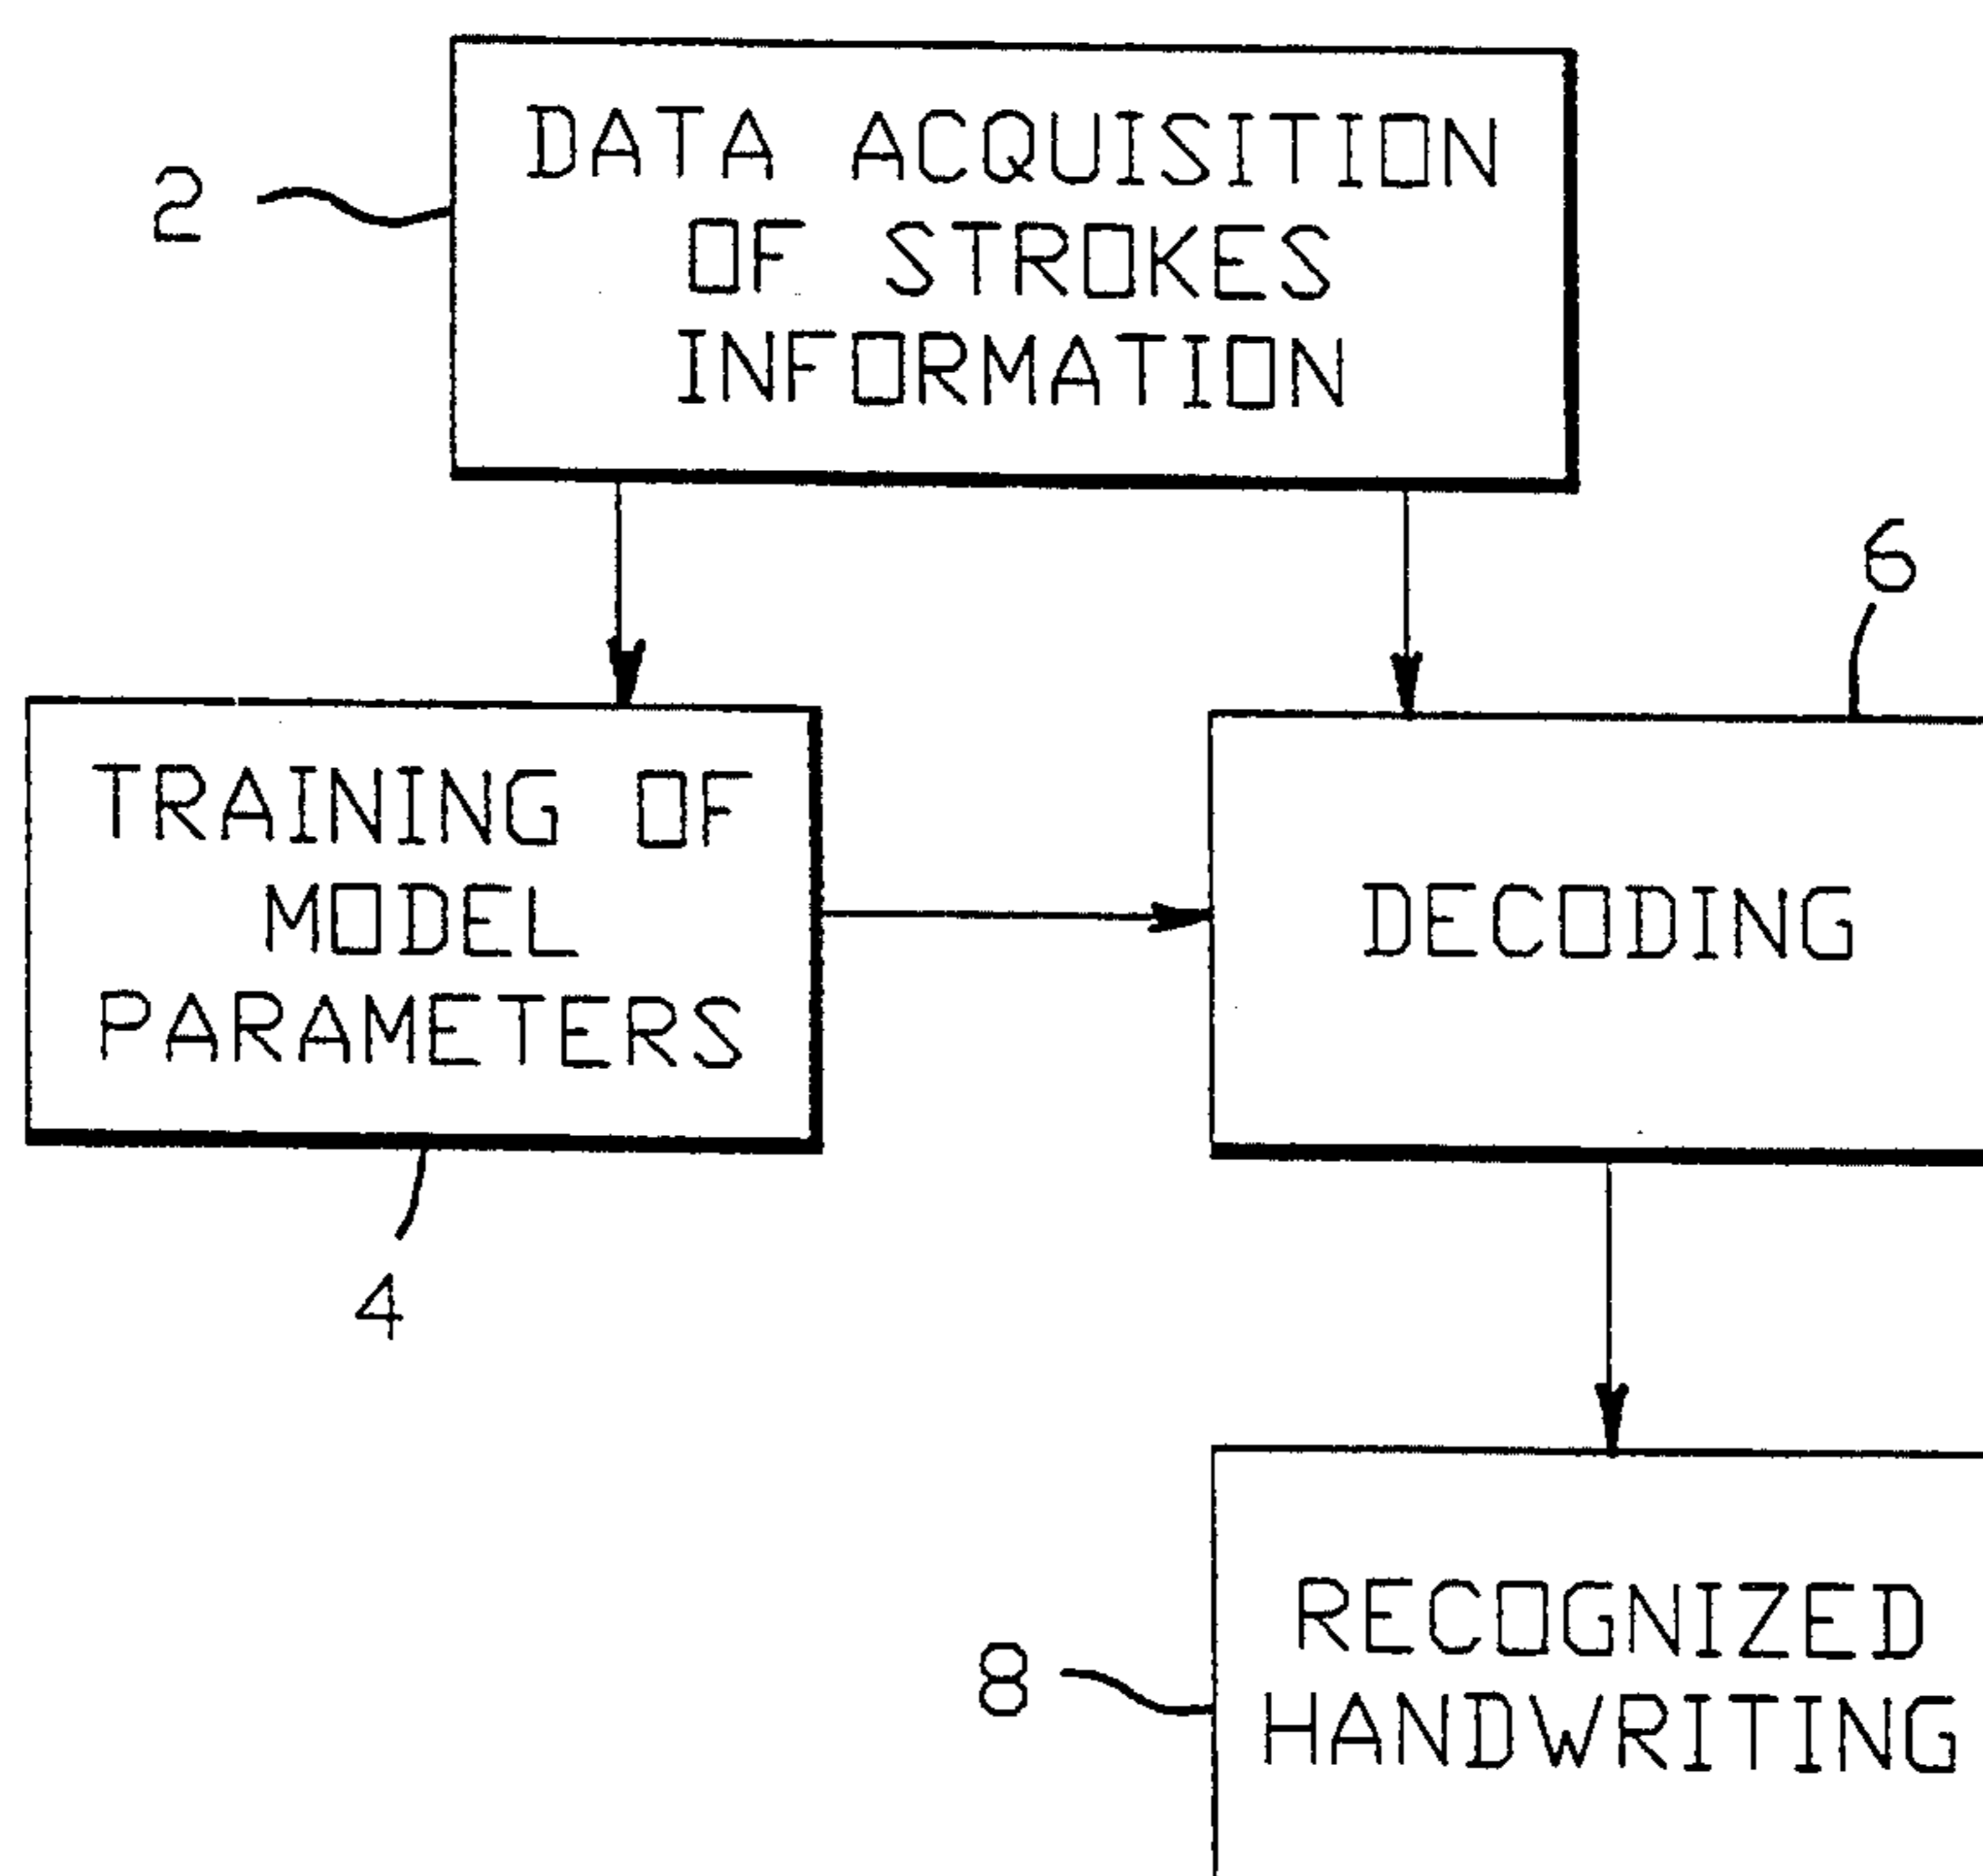 2
DATA ACQUISITION
OF STROKES
INFORMATION
6
TRAINING OF
MODEL
PARAMETERS
4
DECODING
8
RECOGNIZED
HANDWRITING